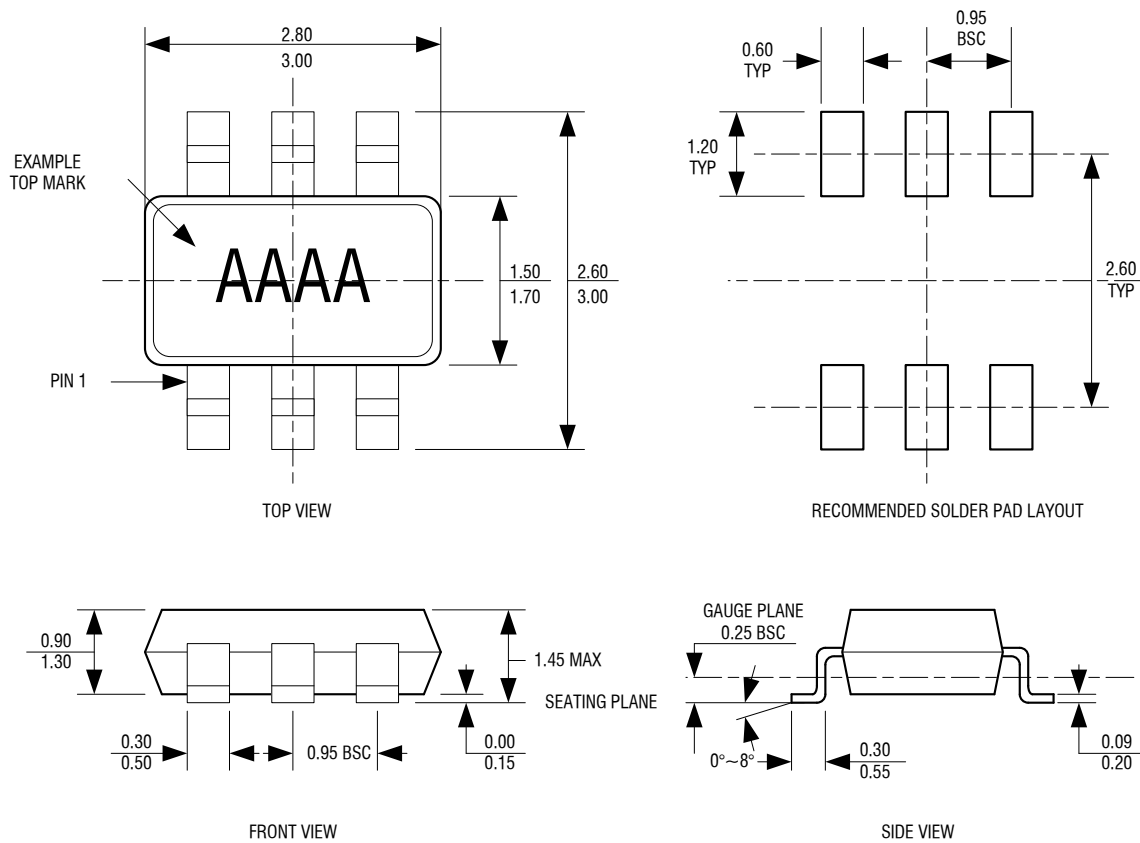 2.80
3.00
EXAMPLE
TOP MARK
AAAA
1.50
1.70
2.60
3.00
PIN 1
TOP VIEW
0.95
BSC
0.60
TYP
1.20
TYP
2.60
TYP
RECOMMENDED SOLDER PAD LAYOUT
0.90
1.30
1.45 MAX
SEATING PLANE
0.30
0.50
0.95 BSC
0.00
0.15
FRONT VIEW
GAUGE PLANE
0.25 BSC
0°~8°
0.30
0.55
0.09
0.20
SIDE VIEW